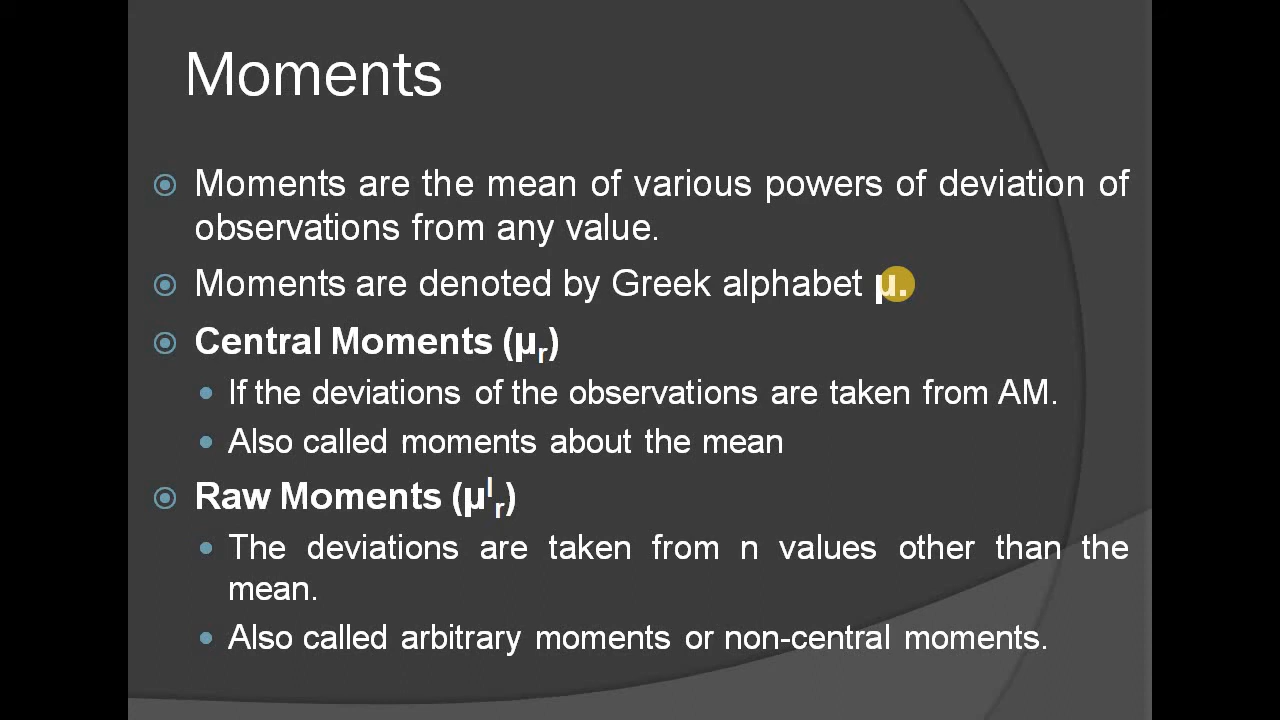 Moments
Moments are the mean of various powers of deviation of
observations from any value.
Moments are denoted by Greek alphabet μ.
Central Moments (μr)
If the deviations of the observations are taken from AM.
Also called moments about the mean
Raw Moments (μ|r)
The deviations are taken from n values other than the
mean.
Also called arbitrary moments or non-central moments.